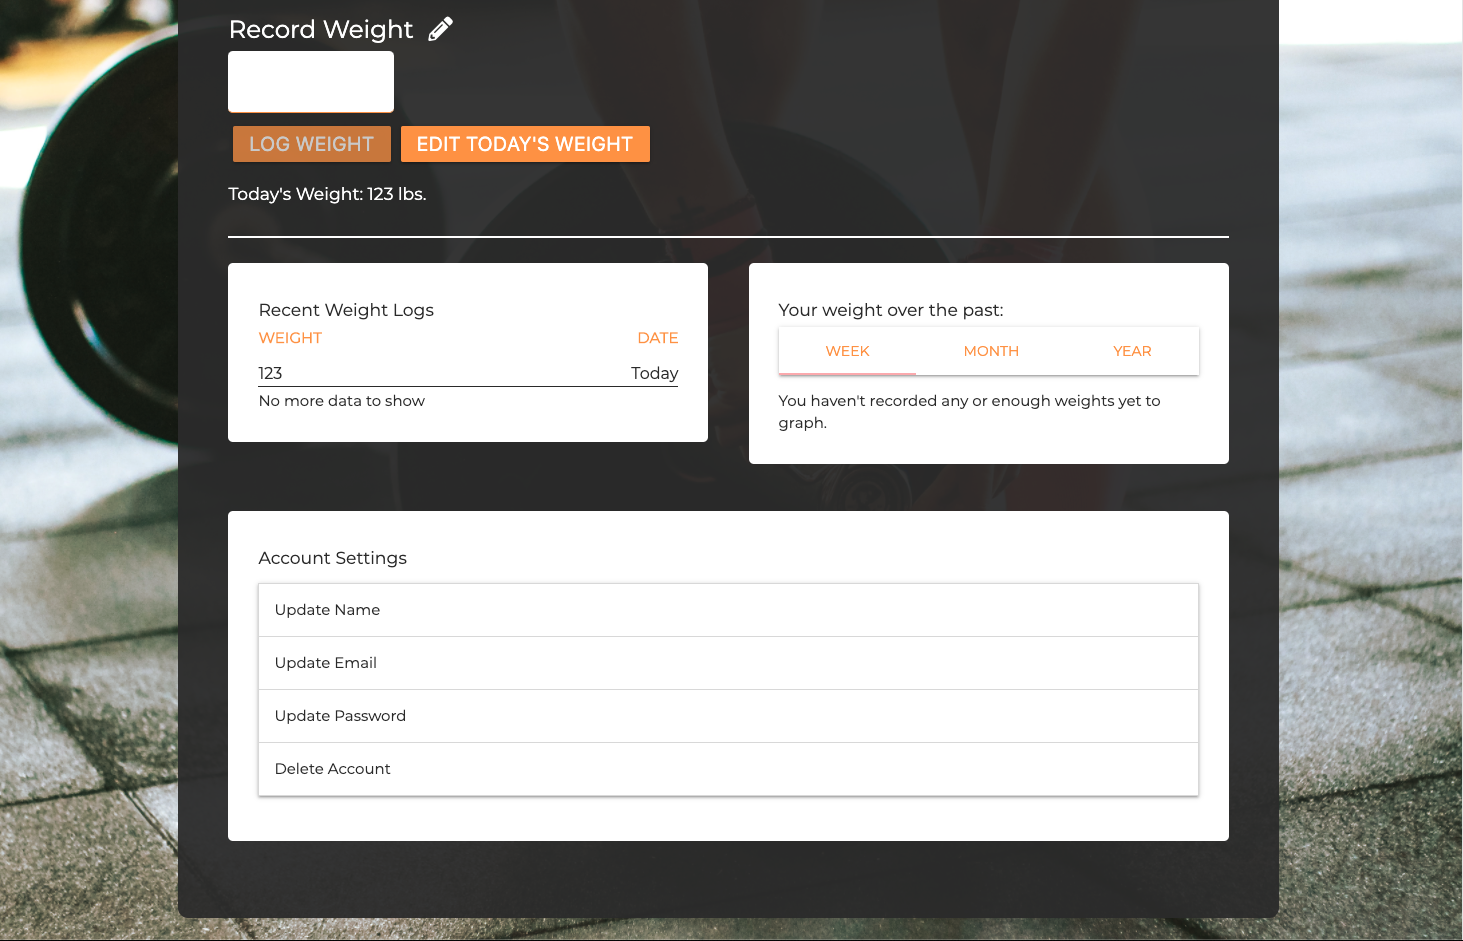 Record Weight
LOG WEIGHT EDIT TODAY'S WEIGHT
Today's Weight: 123 lbs.
Recent Weight Logs
WEIGHT DATE
123 Today
No more data to show
Your weight over the past:
WEEK MONTH YEAR
You haven't recorded any or enough weights yet to
graph.
Account Settings
Update Name
Update Email
Update Password
Delete Account